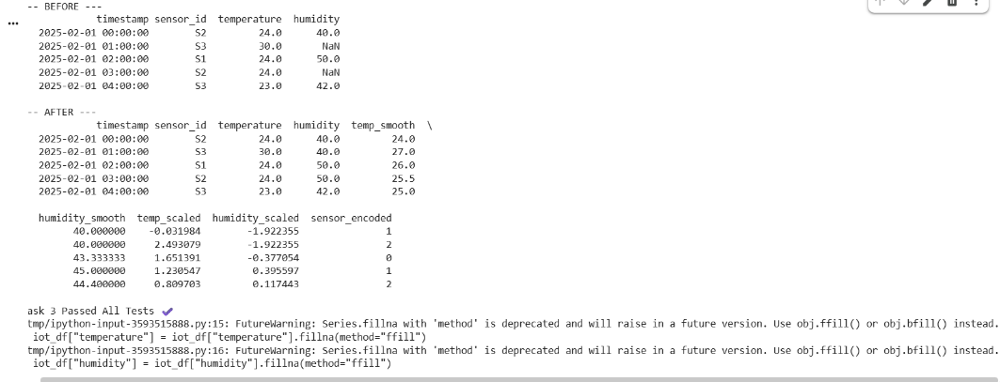 -- BEFORE ---
timestamp sensor_id temperature humidity
2025-02-01 00:00:00 S2 24.0 40.0
2025-02-01 01:00:00 S3 30.0 NaN
2025-02-01 02:00:00 S1 24.0 50.0
2025-02-01 03:00:00 S2 24.0 NaN
2025-02-01 04:00:00 S3 23.0 42.0
-- AFTER ---
timestamp sensor_id temperature humidity temp_smooth \
2025-02-01 00:00:00 S2 24.0 40.0 24.0
2025-02-01 01:00:00 S3 30.0 40.0 27.0
2025-02-01 02:00:00 S1 24.0 50.0 26.0
2025-02-01 03:00:00 S2 24.0 50.0 25.5
2025-02-01 04:00:00 S3 23.0 42.0 25.0
humidity_smooth temp_scaled humidity_scaled sensor_encoded
40.000000 -0.031984 -1.922355 1
40.000000 2.493079 -1.922355 2
43.333333 1.651391 -0.377054 0
45.000000 1.230547 0.395597 1
44.400000 0.809703 0.117443 2
ask 3 Passed All Tests ✔
tmp/ipython-input-3593515888.py:15: FutureWarning: Series.fillna with 'method' is deprecated and will raise in a future version. Use obj.ffill() or obj.bfill() instead.
iot_df["temperature"] = iot_df["temperature"].fillna(method="ffill")
tmp/ipython-input-3593515888.py:16: FutureWarning: Series.fillna with 'method' is deprecated and will raise in a future version. Use obj.ffill() or obj.bfill() instead.
iot_df["humidity"] = iot_df["humidity"].fillna(method="ffill")